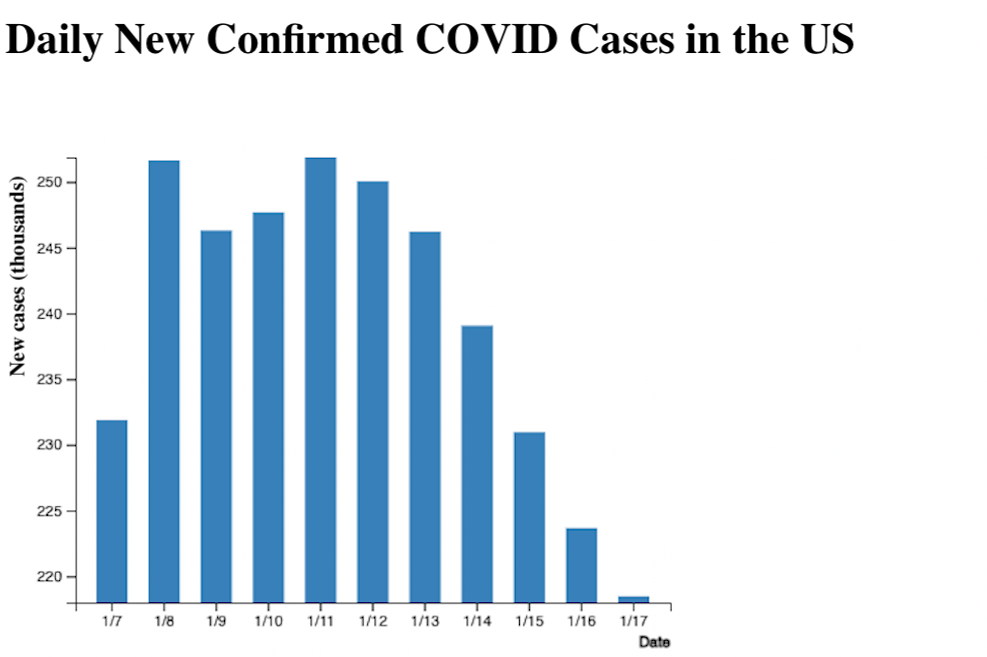 Daily New Confirmed COVID Cases in the US
New cases (thousands)
250
245
240
235
230
225
220
1/7 1/8 1/9 1/10 1/11 1/12 1/13 1/14 1/15 1/16 1/17
Date